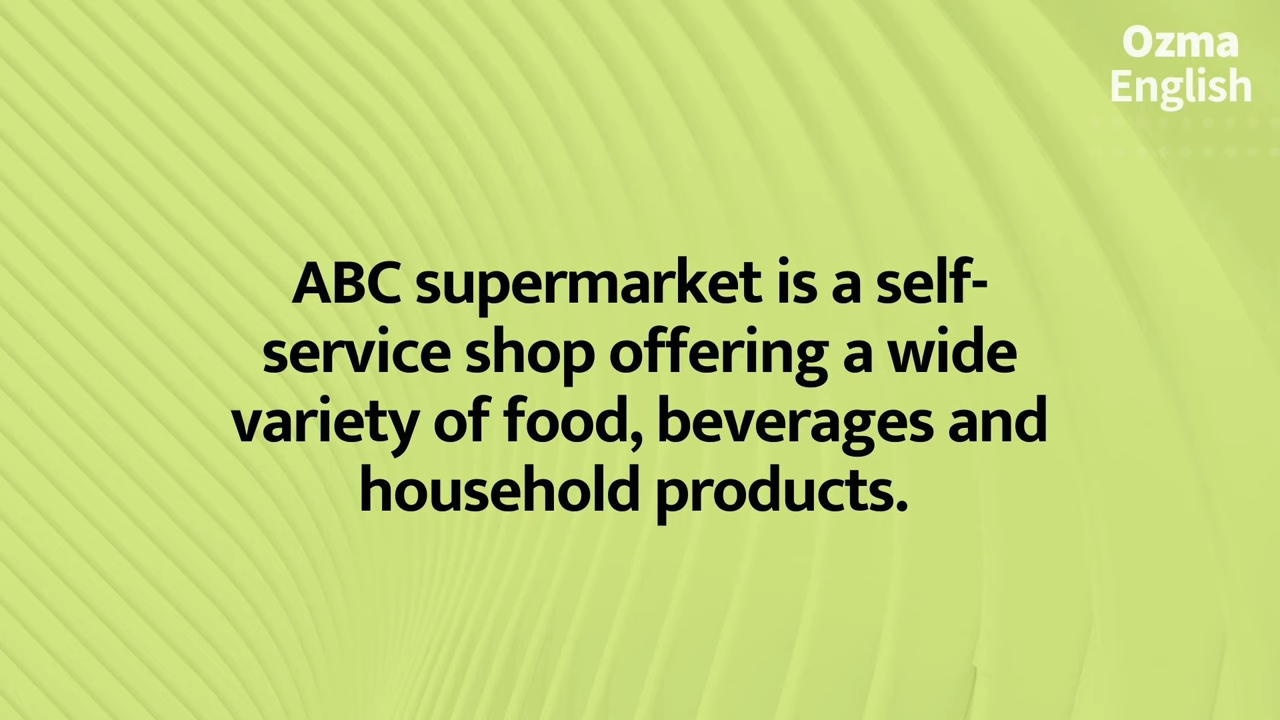 Ozma
English
ABC supermarket is a self-
service shop offering a wide
variety of food, beverages and
household products.